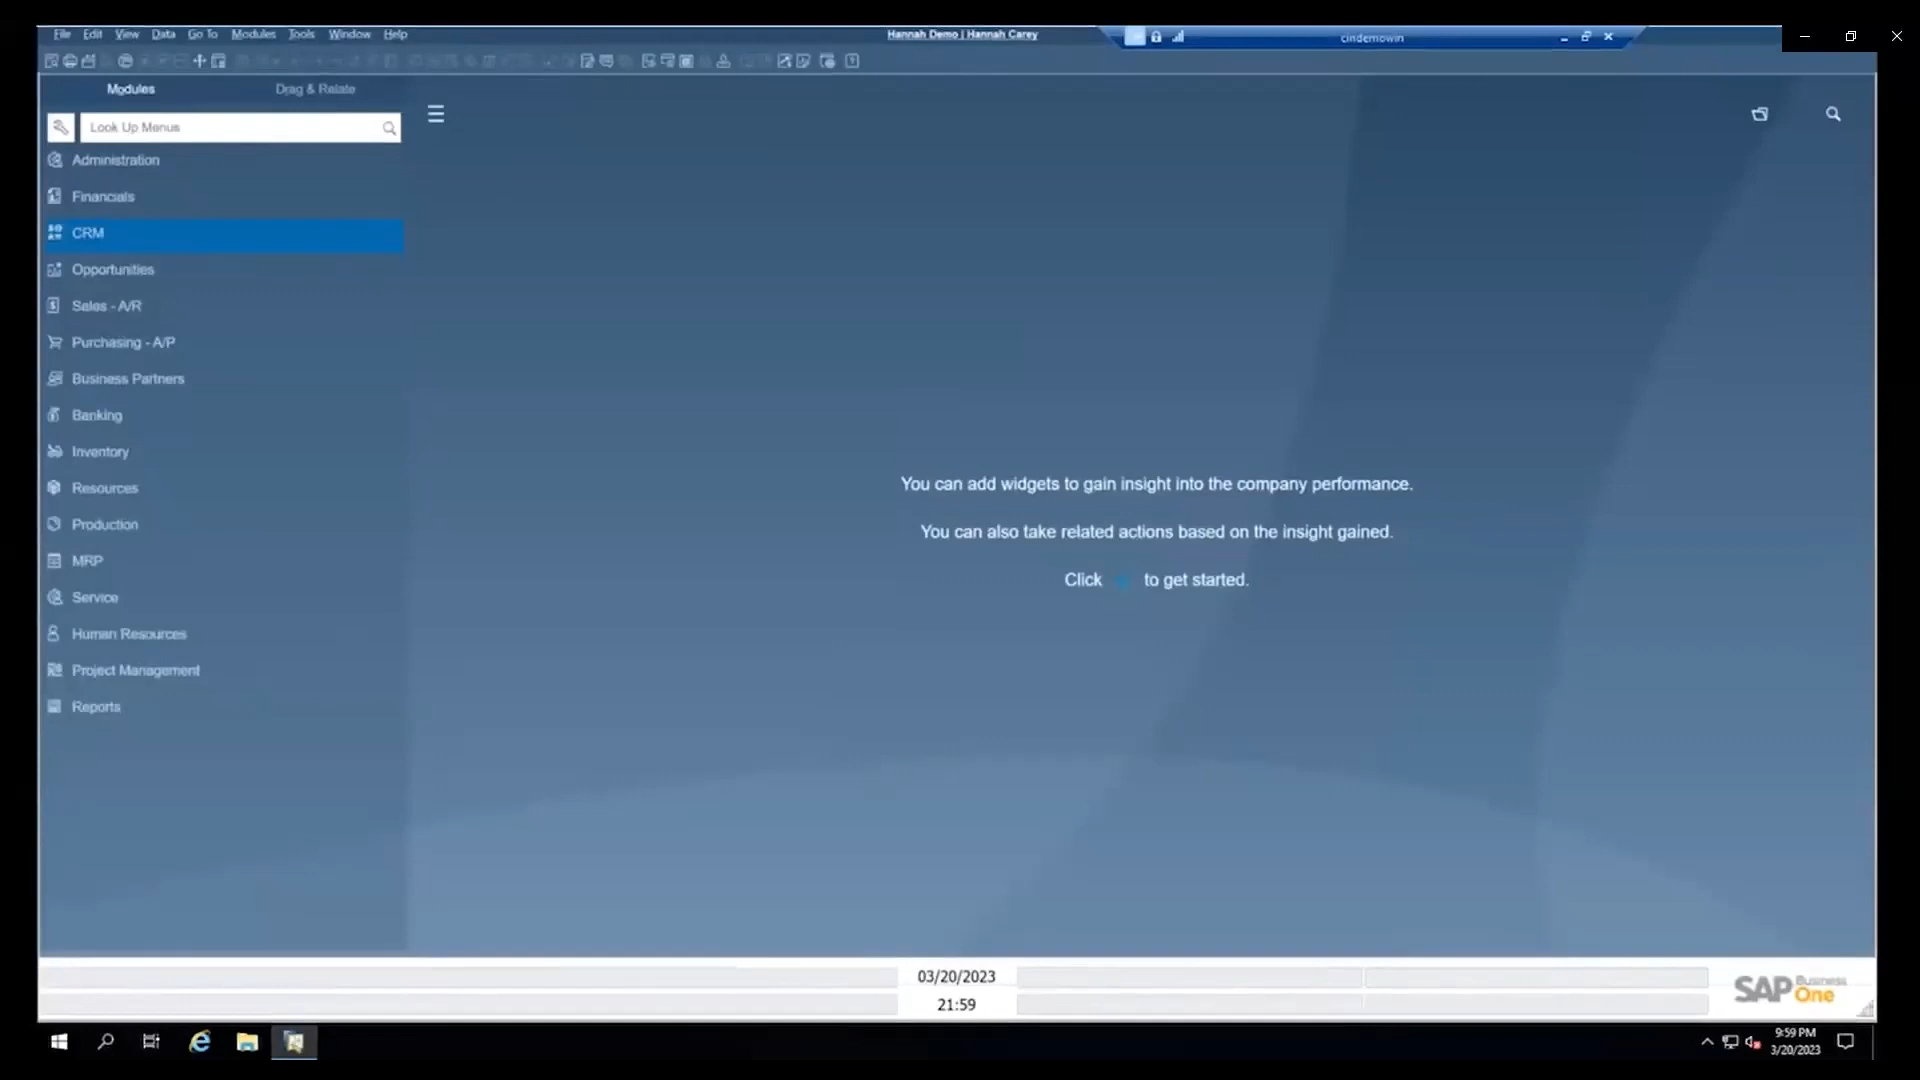 File Edit View Data Go To Modules Tools Window Help
Hannah Demo | Hannah Carey
cindemowin
Modules
Drag & Relate
Look Up Menus
Administration
Financials
CRM
Opportunities
Sales - A/R
Purchasing - A/P
Business Partners
Banking
Inventory
Resources
Production
MRP
Service
Human Resources
Project Management
Reports
You can add widgets to gain insight into the company performance.
You can also take related actions based on the insight gained.
Click to get started.
03/20/2023
21:59
SAP Business One
9:59 PM
3/20/2023